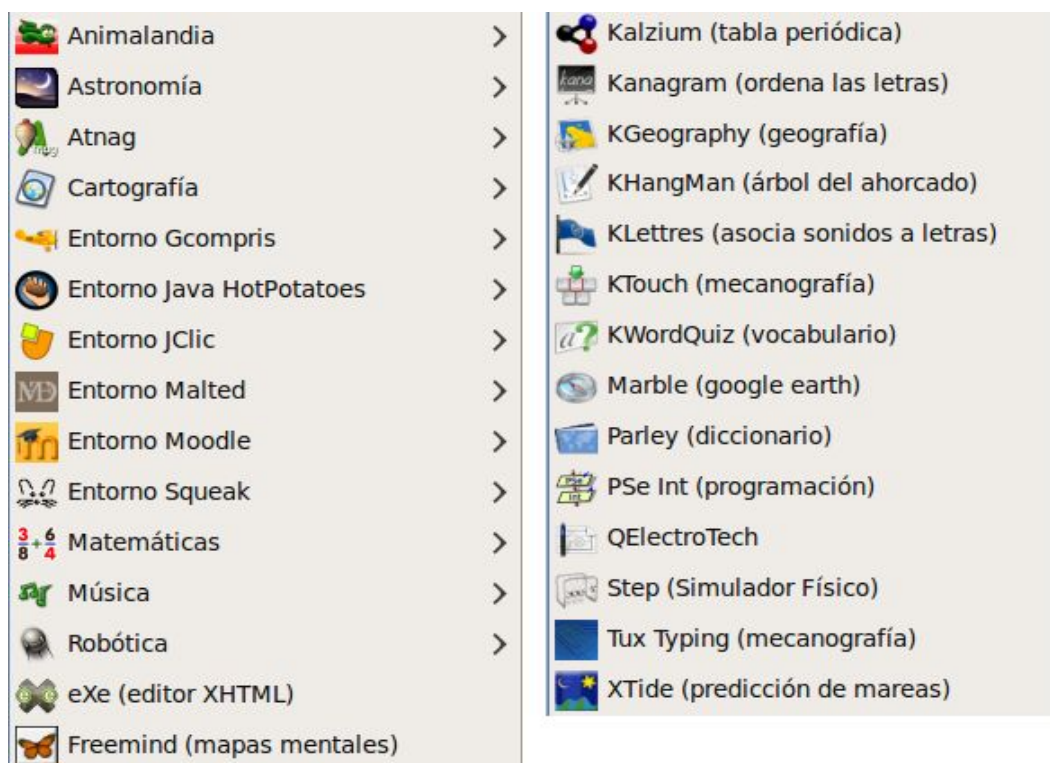 Animalandia
Astronomía
Atnag
Cartografía
Entorno Gcompris
Entorno Java HotPotatoes
Entorno JClic
Entorno Malted
Entorno Moodle
Entorno Squeak
Matemáticas
Música
Robótica
eXe (editor XHTML)
Freemind (mapas mentales)
Kalzium (tabla periódica)
Kanagram (ordena las letras)
KGeography (geografía)
KHangMan (árbol del ahorcado)
KLettres (asocia sonidos a letras)
KTouch (mecanografía)
KWordQuiz (vocabulario)
Marble (google earth)
Parley (diccionario)
PSe Int (programación)
QElectroTech
Step (Simulador Físico)
Tux Typing (mecanografía)
XTide (predicción de mareas)